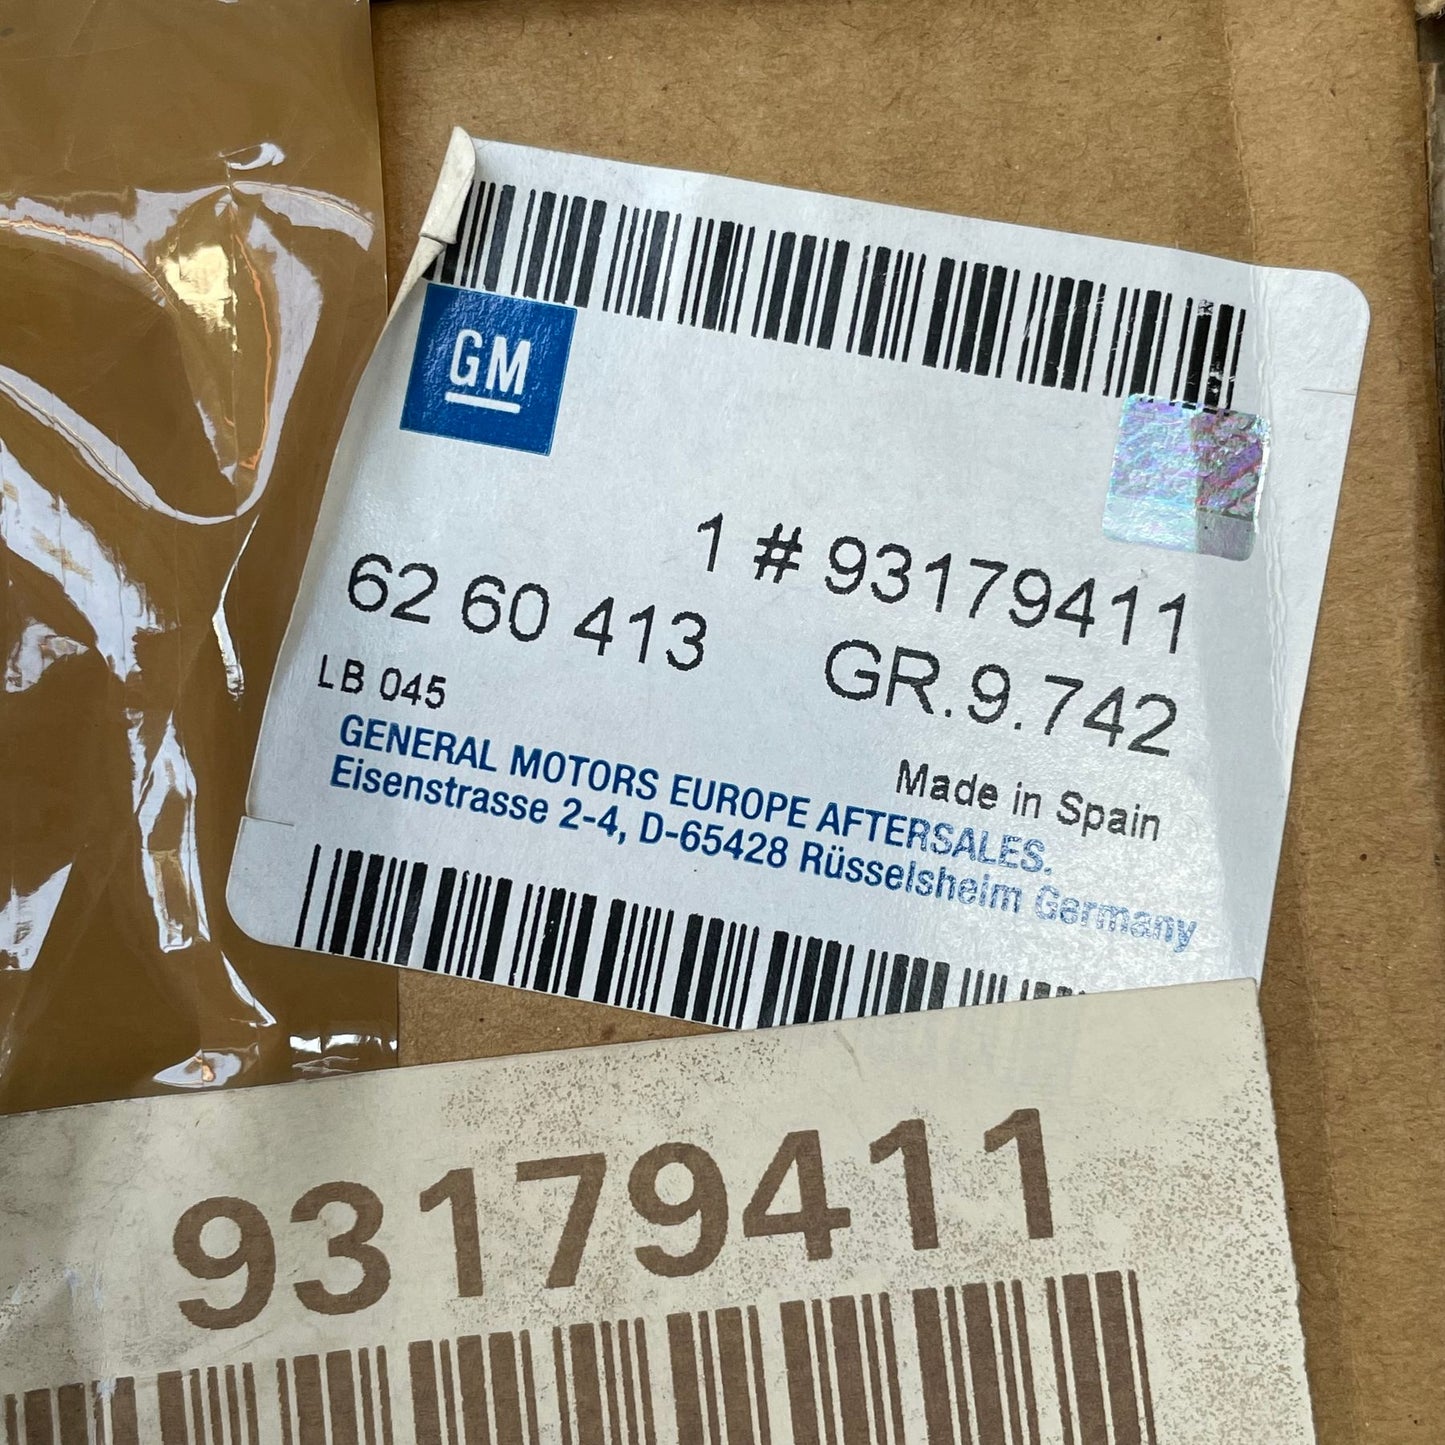 GM
1 # 93179411
62 60 413
GR.9.742
LB 045
Made in Spain
GENERAL MOTORS EUROPE AFTERSALES.
Eisenstrasse 2-4, D-65428 Rüsselsheim Germany
93179411